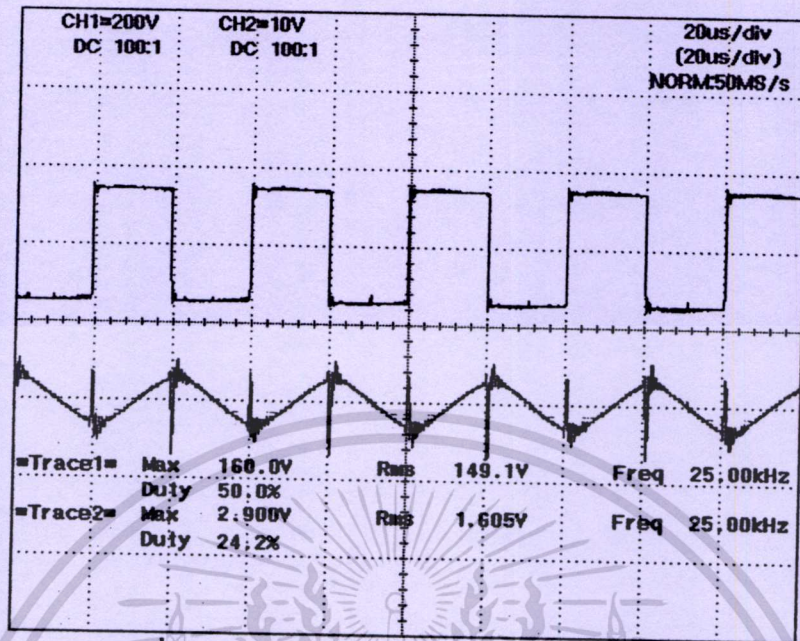 CH1=200V CH2=10V 20us/div
DC 100:1 DC 100:1 (20us/div)
NORM:50MS/s
=Trace1= Max 160.0V Rms 149.1V Freq 25.00kHz
Duty 50.0%
=Trace2= Max 2.900V Rms 1.605V Freq 25.00kHz
Duty 24.2%